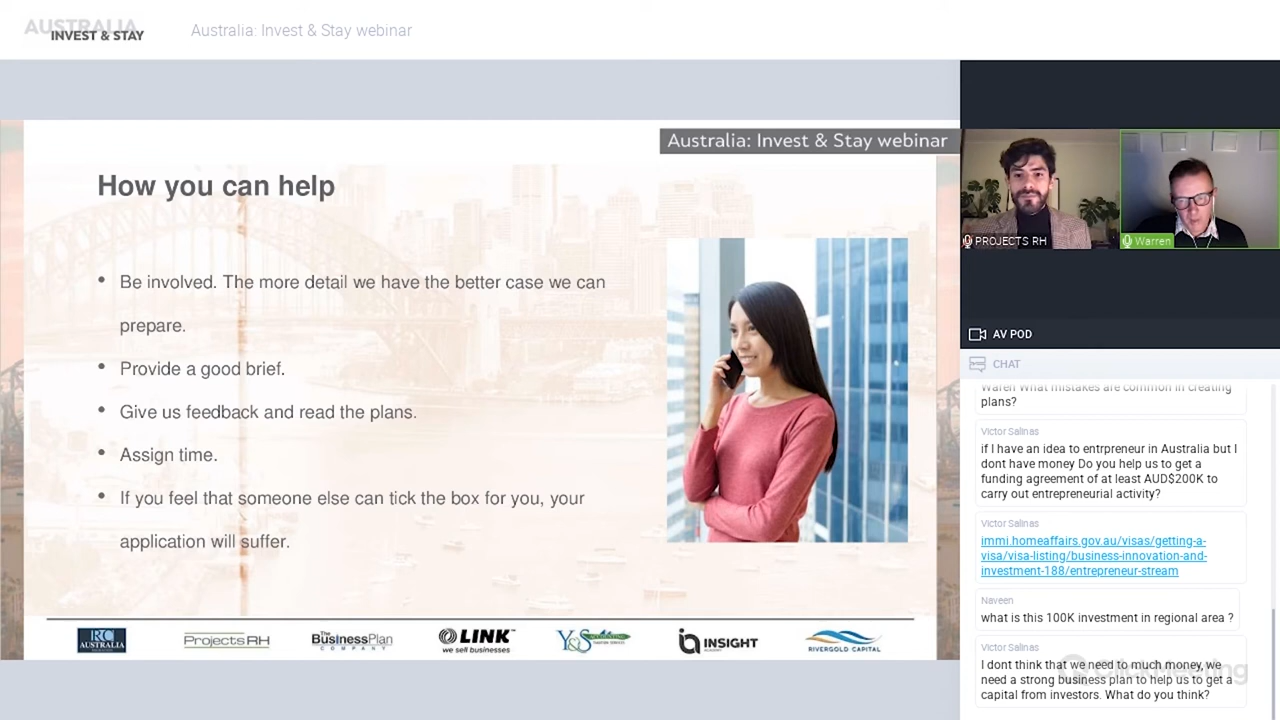 AUSTRALIA
INVEST & STAY
Australia: Invest & Stay webinar
Australia: Invest & Stay webinar
How you can help
• Be involved. The more detail we have the better case we can
prepare.
• Provide a good brief.
• Give us feedback and read the plans.
• Assign time.
• If you feel that someone else can tick the box for you, your
application will suffer.
RC
AUSTRALIA
ProjectsRH
The
BusinessPlan
COMPANY
LINK
we sell businesses
Y&S ACCOUNTING
INSIGHT
RIVERGOLD CAPITAL
PROJECTS RH
Warren
AV POD
CHAT
Waren What mistakes are common in creating
plans?
Victor Salinas
if I have an idea to entrpreneur in Australia but I
dont have money Do you help us to get a
funding agreement of at least AUD$200K to
carry out entrepreneurial activity?
Victor Salinas
immi.homeaffairs.gov.au/visas/getting-a-
visa/visa-listing/business-innovation-and-
investment-188/entrepreneur-stream
Naveen
what is this 100K investment in regional area ?
Victor Salinas
I dont think that we need to much money, we
need a strong business plan to help us to get a
capital from investors. What do you think?
ClickMeeting